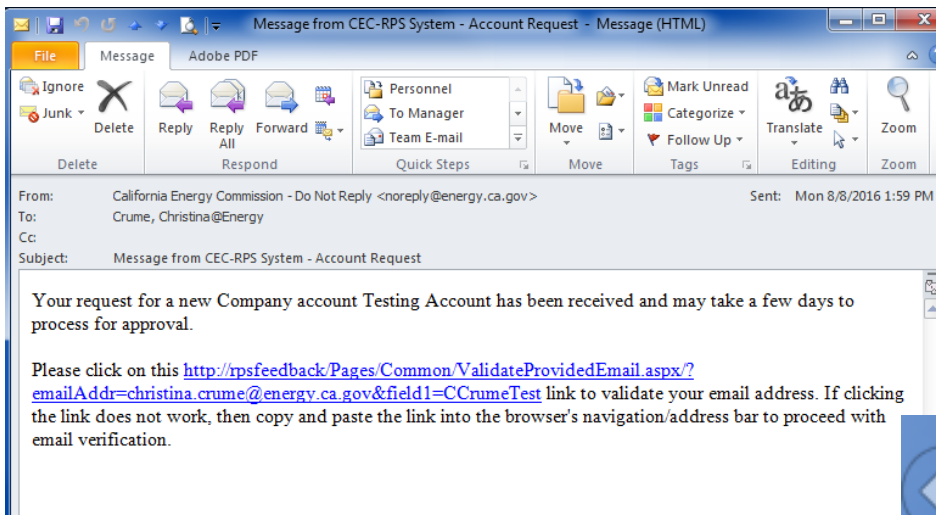 Message from CEC-RPS System - Account Request - Message (HTML)
File Message Adobe PDF
Ignore
Junk
Delete
Delete
Reply
Reply All
Forward
Respond
Personnel
To Manager
Team E-mail
Quick Steps
Move
Move
Mark Unread
Categorize
Follow Up
Tags
Translate
Editing
Zoom
Zoom
From: California Energy Commission - Do Not Reply <noreply@energy.ca.gov> Sent: Mon 8/8/2016 1:59 PM
To: Crume, Christina@Energy
Cc:
Subject: Message from CEC-RPS System - Account Request
Your request for a new Company account Testing Account has been received and may take a few days to
process for approval.
Please click on this http://rpsfeedback/Pages/Common/ValidateProvidedEmail.aspx/?
emailAddr=christina.crume@energy.ca.gov&field1=CCrumeTest link to validate your email address. If clicking
the link does not work, then copy and paste the link into the browser's navigation/address bar to proceed with
email verification.